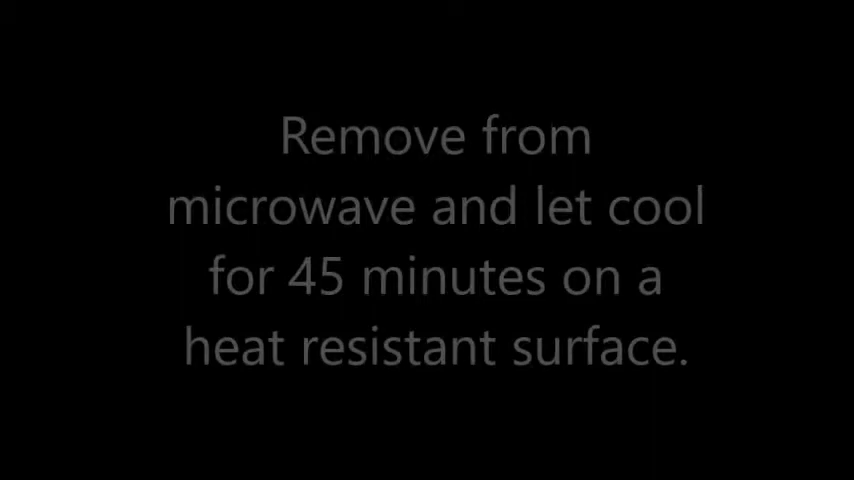 Remove from
microwave and let cool
for 45 minutes on a
heat resistant surface.